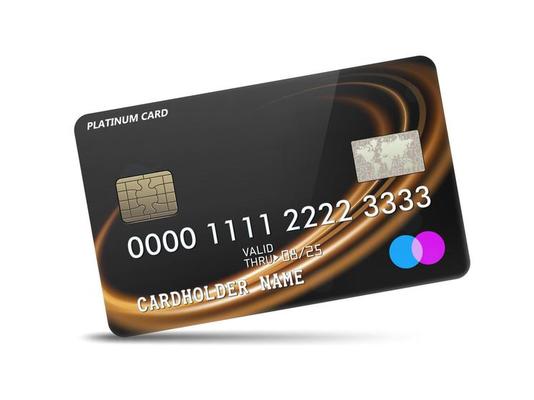 PLATINUM CARD
0000 1111 2222 3333
VALID
THRU▶08/25
CARDHOLDER NAME